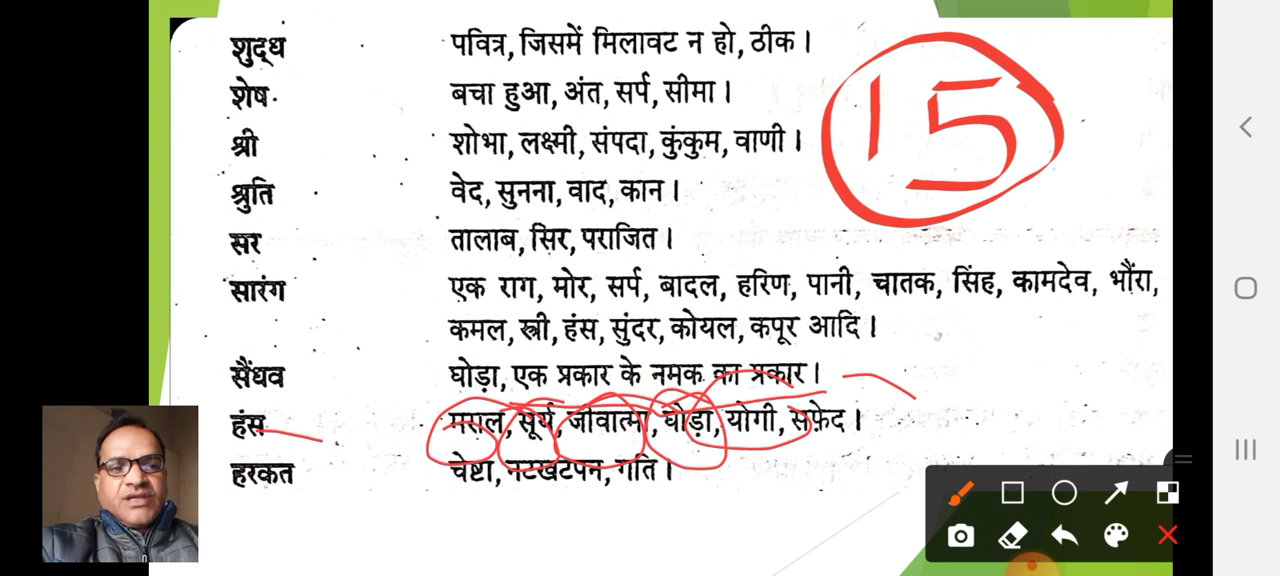 शुद्ध पवित्र, जिसमें मिलावट न हो, ठीक।
शेष बचा हुआ, अंत, सर्प, सीमा।
श्री शोभा, लक्ष्मी, संपदा, कुंकुम, वाणी।
श्रुति वेद, सुनना, वाद, कान।
सर तालाब, सिर, पराजित।
सारंग एक राग, मोर, सर्प, बादल, हरिण, पानी, चातक, सिंह, कामदेव, भौंरा,
कमल, स्त्री, हंस, सुंदर, कोयल, कपूर आदि।
सैंधव घोड़ा, एक प्रकार के नमक का प्रकार।
हंस मसल, सूर्य, जीवात्मा, घोड़ा, योगी, सफ़ेद।
हरकत चेष्टा, नटखटपन, गति।
15